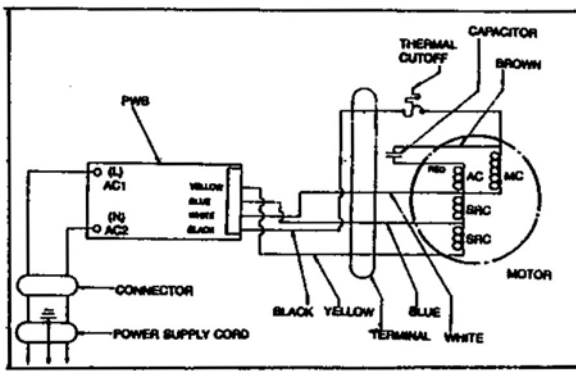 CAPACITOR
THERMAL
CUTOFF
BROWN
PWB
(L)
AC1
YELLOW
BLUE
WHITE
BLACK
(N)
AC2
RED
AC
MC
SRC
SRC
MOTOR
CONNECTOR
BLACK
YELLOW
BLUE
TERMINAL
WHITE
POWER SUPPLY CORD